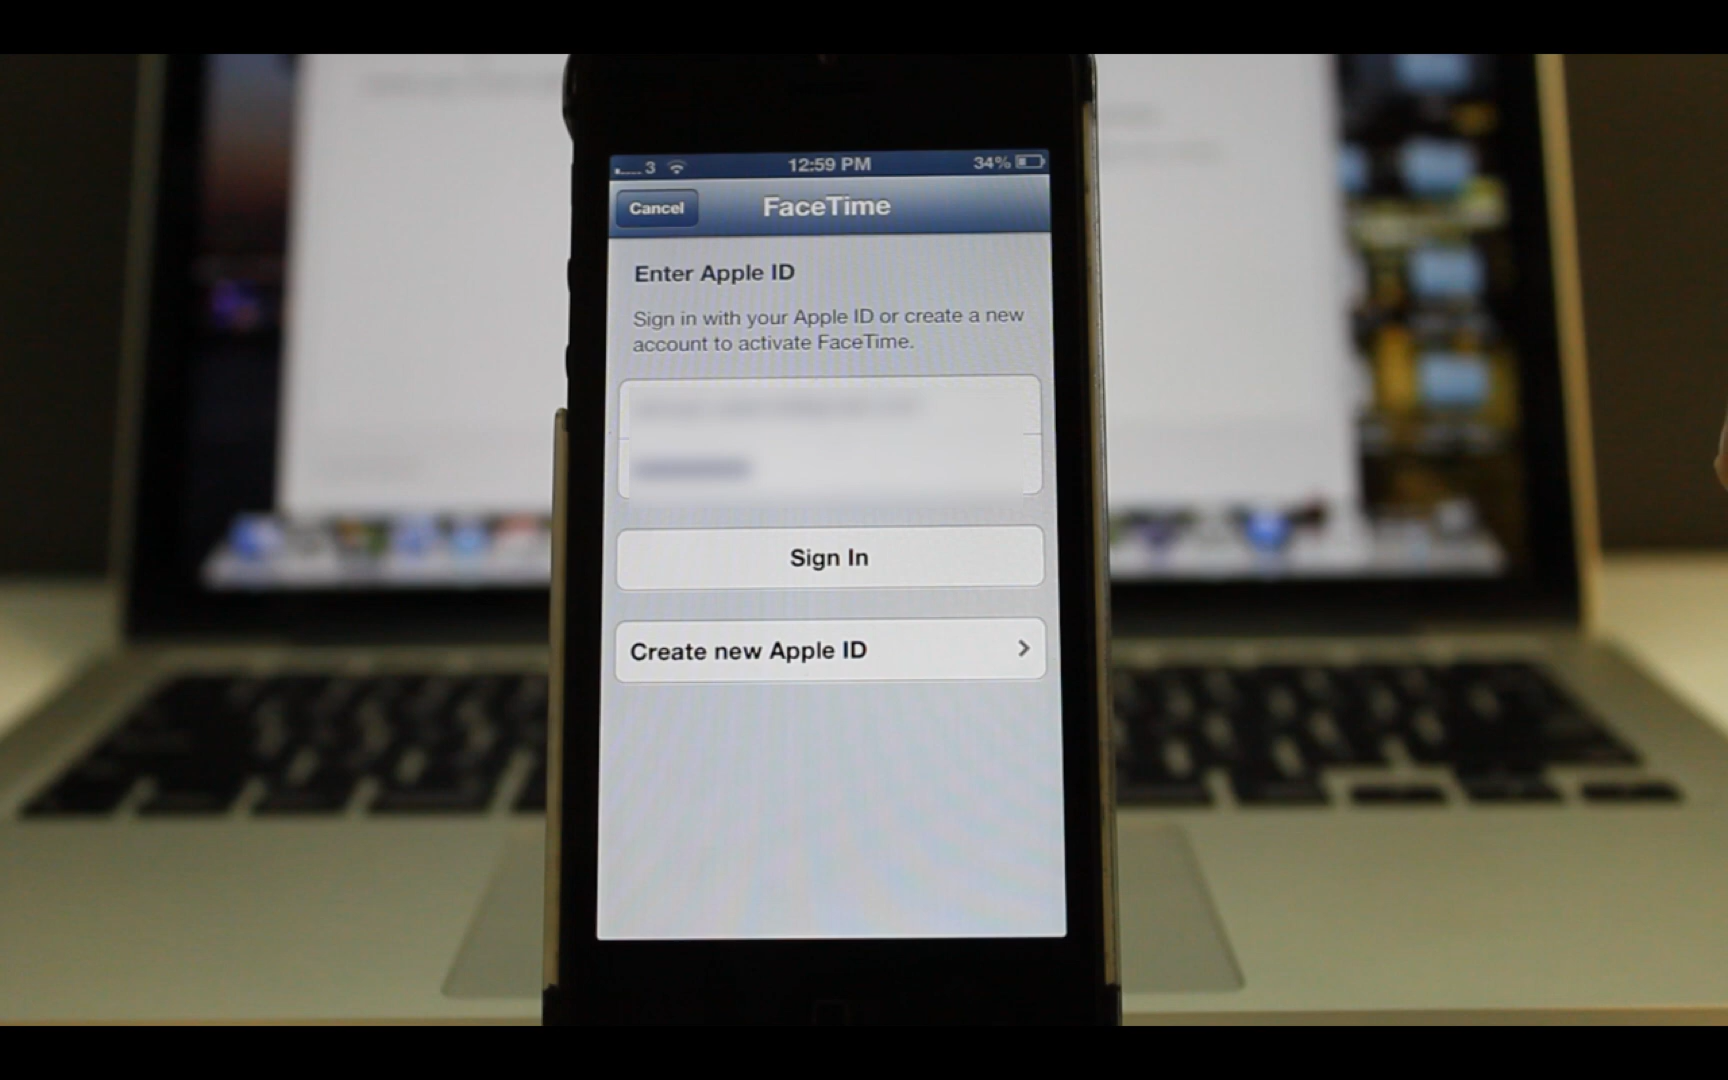 3 12:59 PM 34%
Cancel FaceTime
Enter Apple ID
Sign in with your Apple ID or create a new
account to activate FaceTime.
Sign In
Create new Apple ID